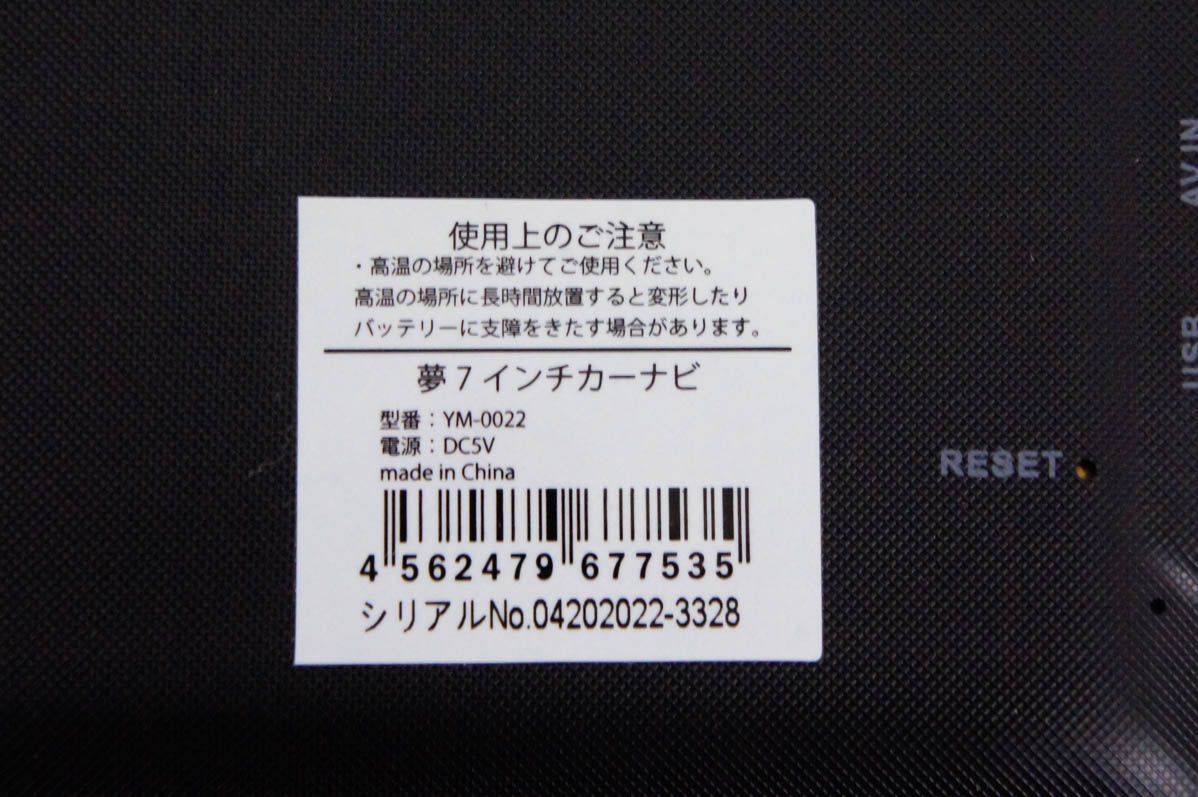 使用上のご注意
・高温の場所を避けてご使用ください。
高温の場所に長時間放置すると変形したり
バッテリーに支障をきたす場合があります。
夢7インチカーナビ
型番：YM-0022
電源：DC5V
made in China
4 562479 677535
シリアルNo.04202022-3328
RESET
AV IN
USB